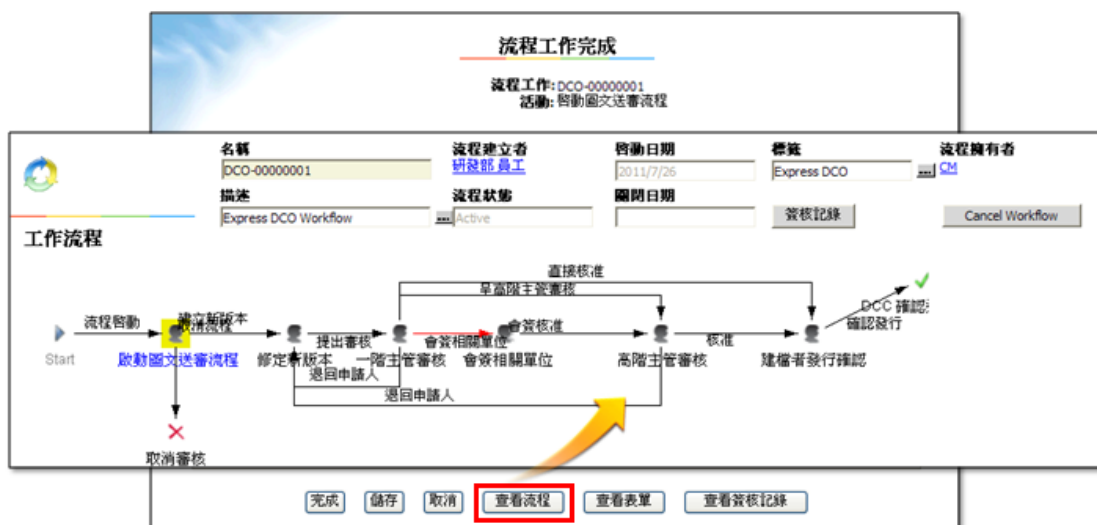 流程工作完成
流程工作:DCO-00000001
活動:啓動圖文送審流程
名稱
流程建立者
啓動日期
標籤
流程擁有者
DCO-00000001
研發部 員工
2011/7/26
Express DCO
...
CM
描述
流程狀態
關閉日期
Express DCO Workflow
...
Active
簽核記錄
Cancel Workflow
工作流程
直接核准
呈高階主管審核
流程啓動
建立新版本
取消流程
提出審核
會簽相關單位
會簽核准
核准
DCC 確認
確認發行
Start
啟動圖文送審流程
修定新版本
一階主管審核
會簽相關單位
高階主管審核
建檔者發行確認
退回申請人
退回申請人
取消審核
完成
儲存
取消
查看流程
查看表單
查看簽核記錄